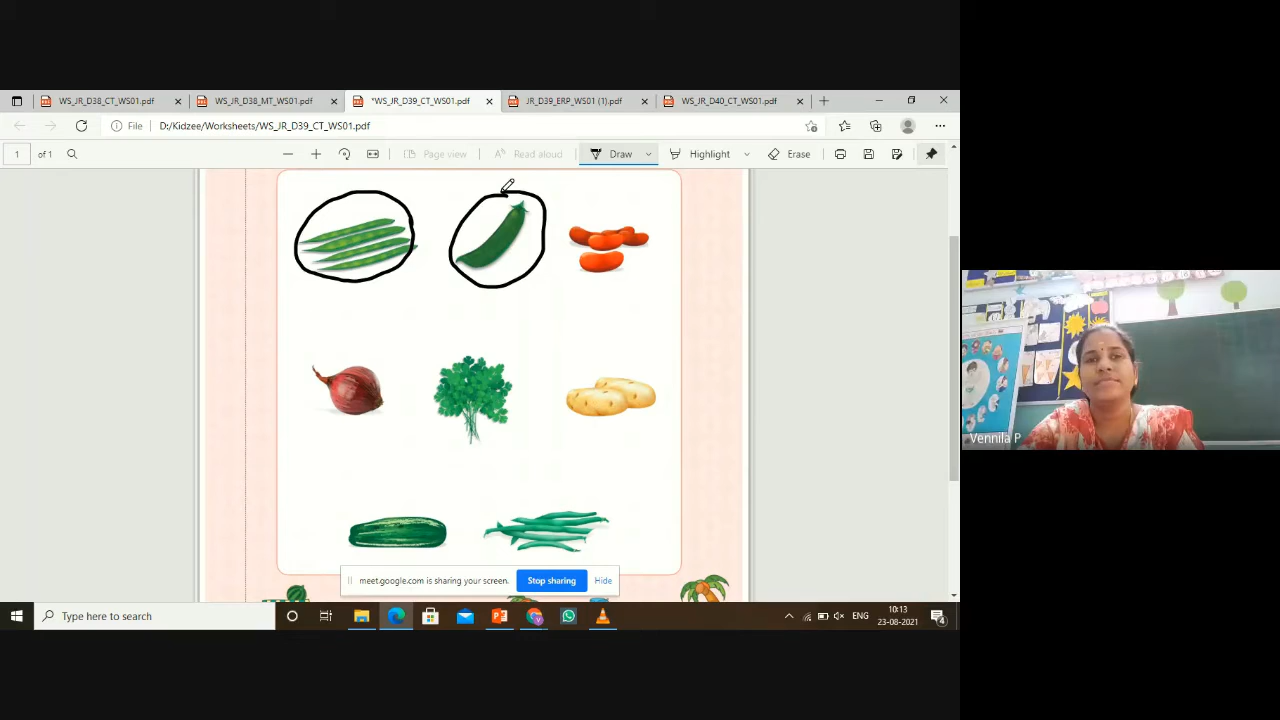 WS_JR_D38_CT_WS01.pdf
WS_JR_D38_MT_WS01.pdf
*WS_JR_D39_CT_WS01.pdf
JR_D39_ERP_WS01 (1).pdf
WS_JR_D40_CT_WS01.pdf
File D:/Kidzee/Worksheets/WS_JR_D39_CT_WS01.pdf
1 of 1 Page view Read aloud Draw Highlight Erase
Vennila P
meet.google.com is sharing your screen. Stop sharing Hide
Type here to search
ENG
10:13
23-08-2021
4